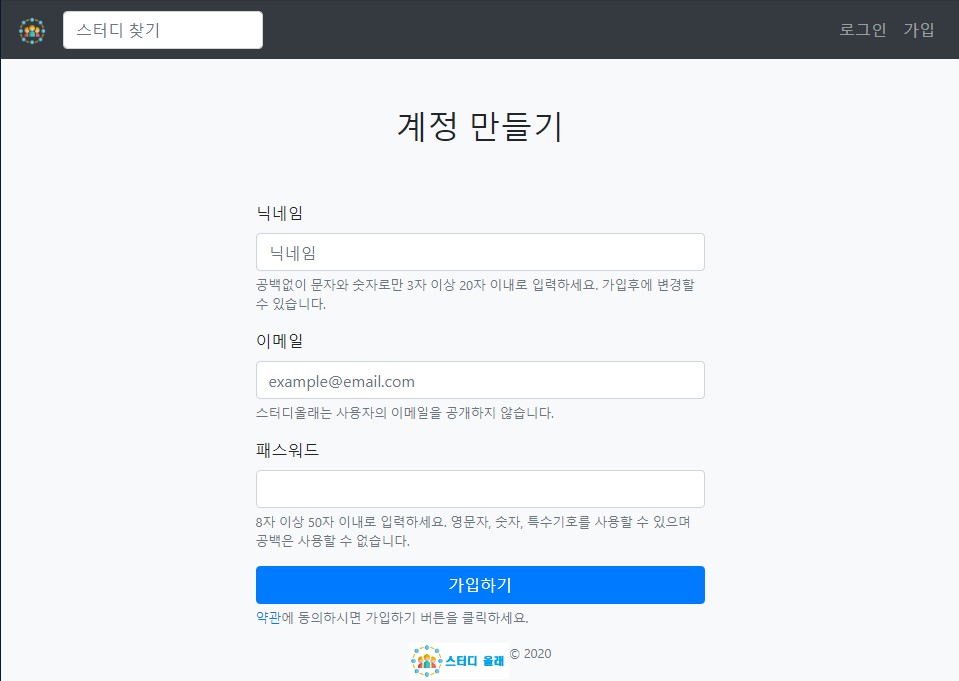 스터디 찾기
로그인 가입
계정 만들기
닉네임
닉네임
공백없이 문자와 숫자로만 3자 이상 20자 이내로 입력하세요. 가입후에 변경할
수 있습니다.
이메일
example@email.com
스터디올래는 사용자의 이메일을 공개하지 않습니다.
패스워드
8자 이상 50자 이내로 입력하세요. 영문자, 숫자, 특수기호를 사용할 수 있으며
공백은 사용할 수 없습니다.
가입하기
약관에 동의하시면 가입하기 버튼을 클릭하세요.
스터디 올래 © 2020